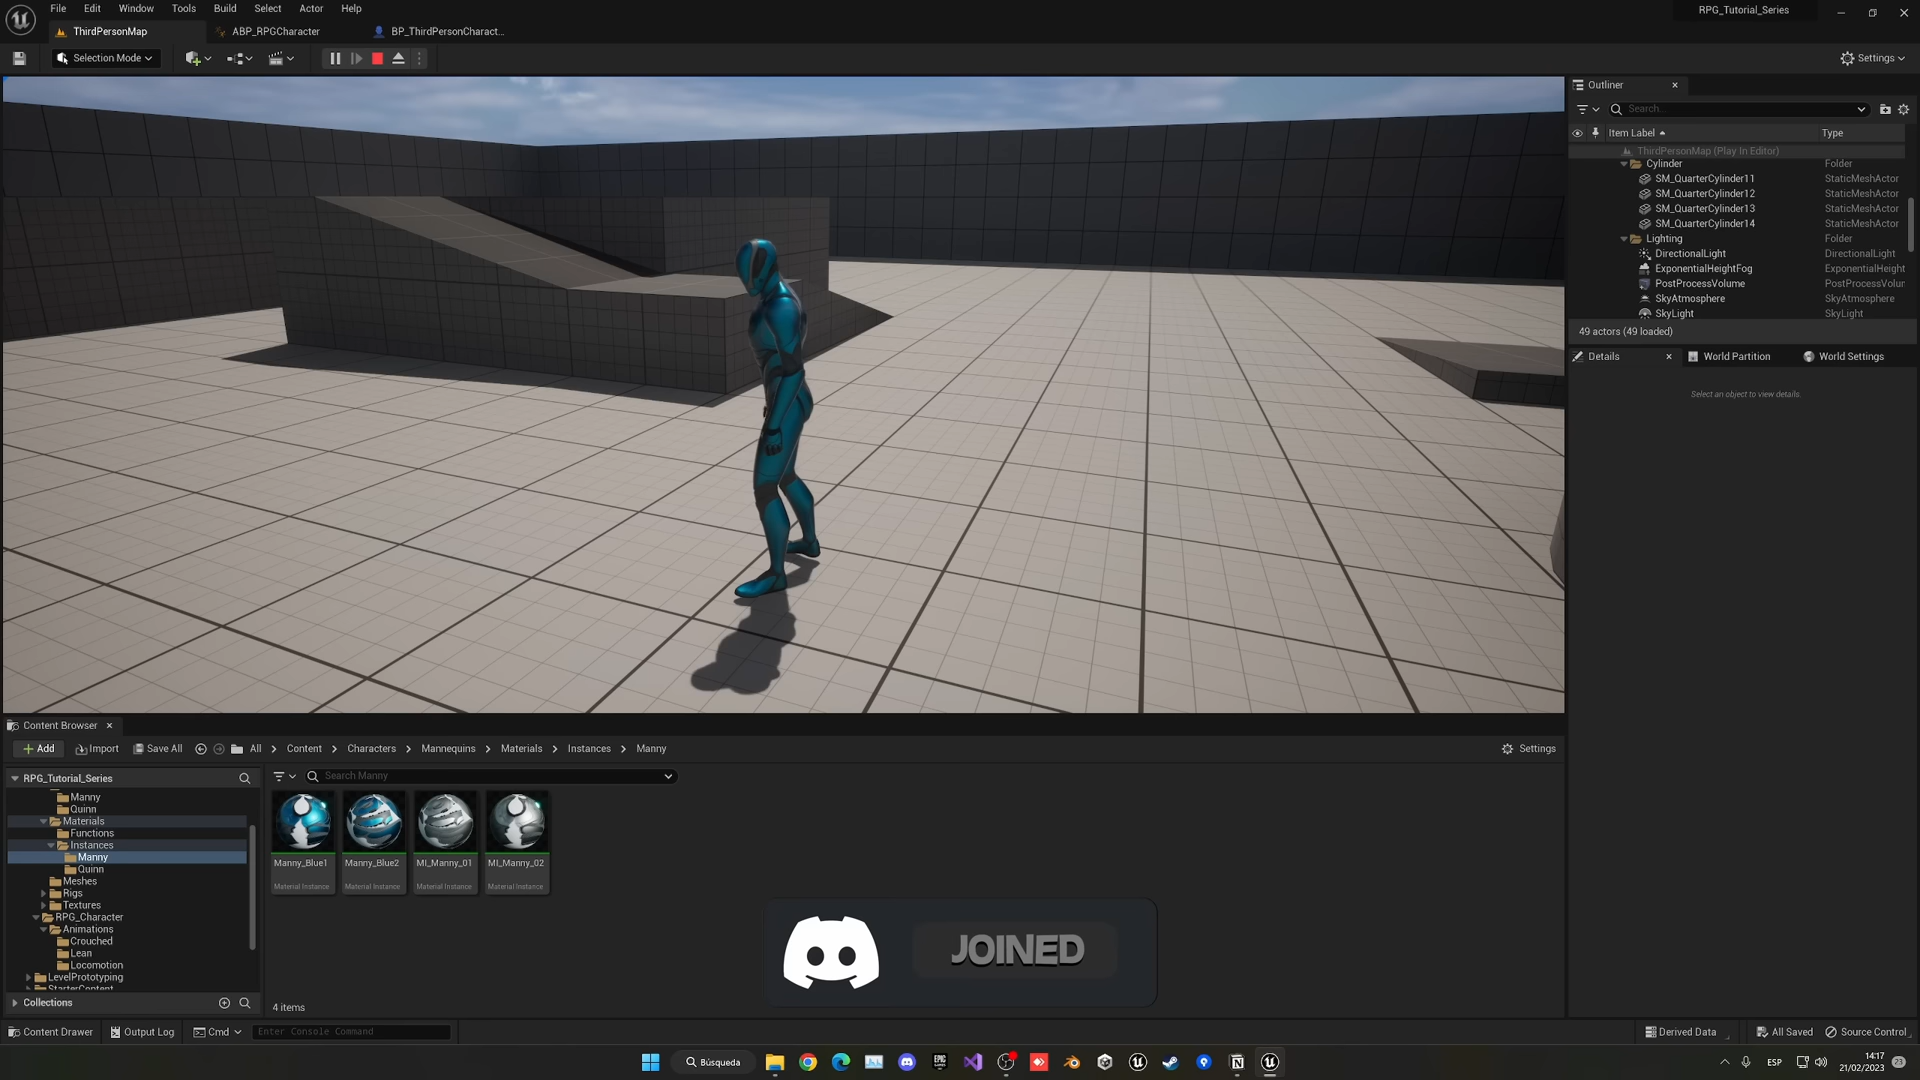 File Edit Window Tools Build Select Actor Help
RPG_Tutorial_Series
ThirdPersonMap
ABP_RPGCharacter
BP_ThirdPersonCharact...
Selection Mode
Settings
Outliner
Search...
Item Label
Type
ThirdPersonMap (Play In Editor)
Cylinder Folder
SM_QuarterCylinder11 StaticMeshActor
SM_QuarterCylinder12 StaticMeshActor
SM_QuarterCylinder13 StaticMeshActor
SM_QuarterCylinder14 StaticMeshActor
Lighting Folder
DirectionalLight DirectionalLight
ExponentialHeightFog ExponentialHeight
PostProcessVolume PostProcessVolur
SkyAtmosphere SkyAtmosphere
SkyLight SkyLight
49 actors (49 loaded)
Details
World Partition
World Settings
Select an object to view details.
Content Browser
Add
Import
Save All
All > Content > Characters > Mannequins > Materials > Instances > Manny
Settings
RPG_Tutorial_Series
Manny
Quinn
Materials
Functions
Instances
Manny
Quinn
Meshes
Rigs
Textures
RPG_Character
Animations
Crouched
Lean
Locomotion
LevelPrototyping
StarterContent
Collections
Search Manny
Manny_Blue1
Material Instance
Manny_Blue2
Material Instance
MI_Manny_01
Material Instance
MI_Manny_02
Material Instance
4 items
JOINED
Content Drawer
Output Log
Cmd
Enter Console Command
Derived Data
All Saved
Source Control
Búsqueda
ESP
14:17
21/02/2023
23